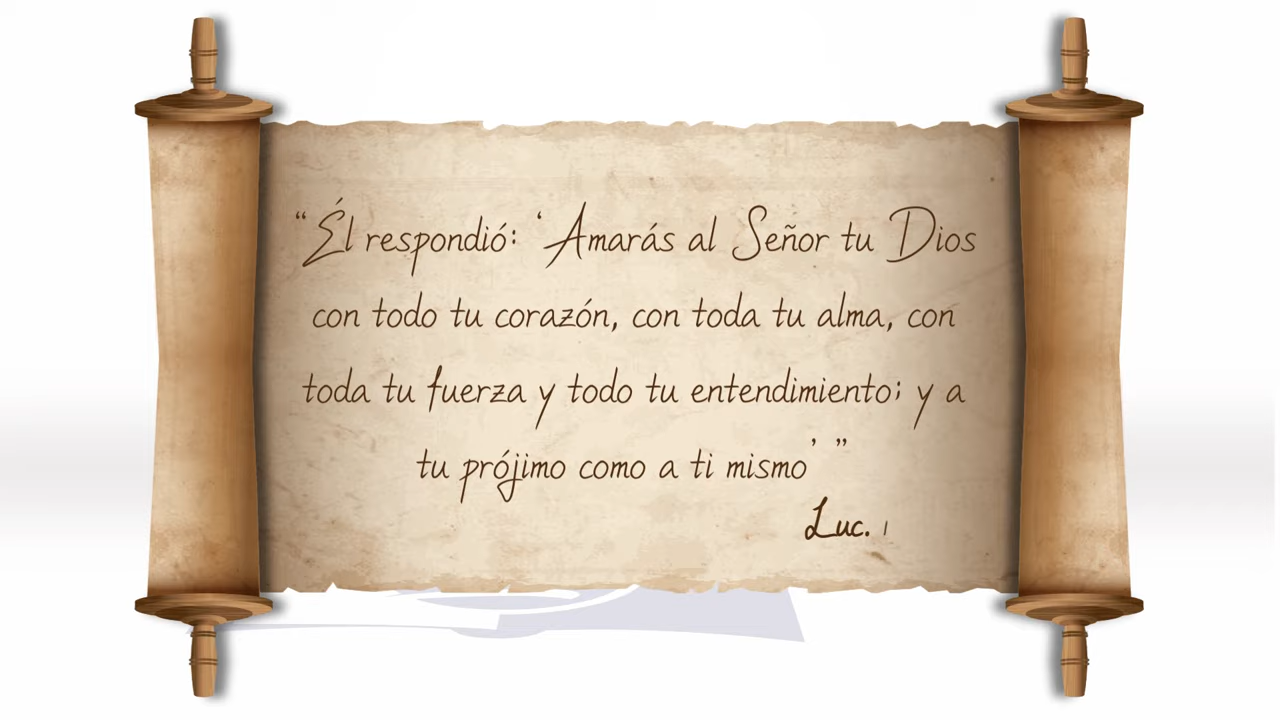 “Él respondió: ‘Amarás al Señor tu Dios
con todo tu corazón, con toda tu alma, con
toda tu fuerza y todo tu entendimiento; y a
tu prójimo como a ti mismo’ ”
Luc.